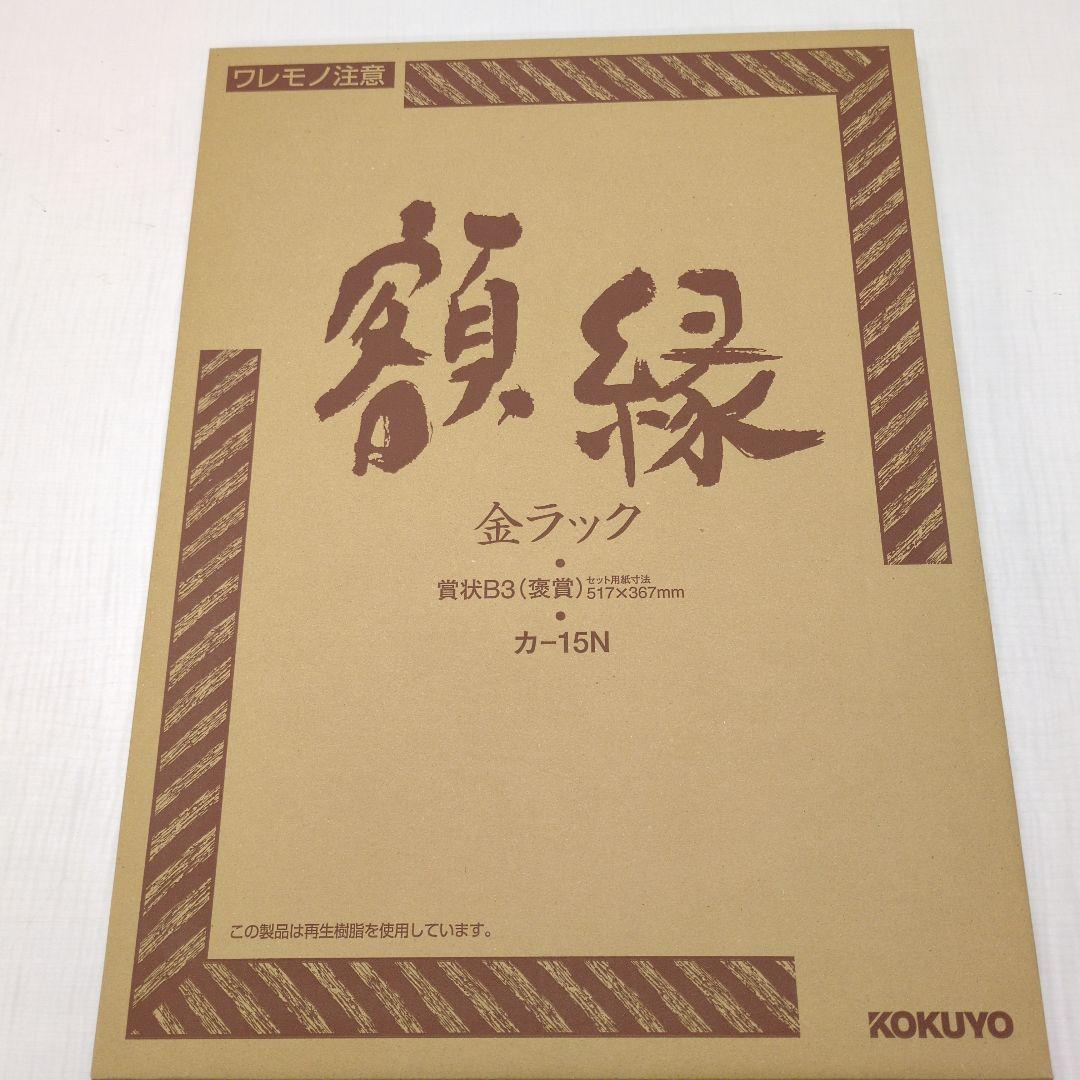 ワレモノ注意
額縁
金ラック
・
賞状B3(褒賞)セット用紙寸法 517×367mm
・
カ-15N
この製品は再生樹脂を使用しています。
KOKUYO